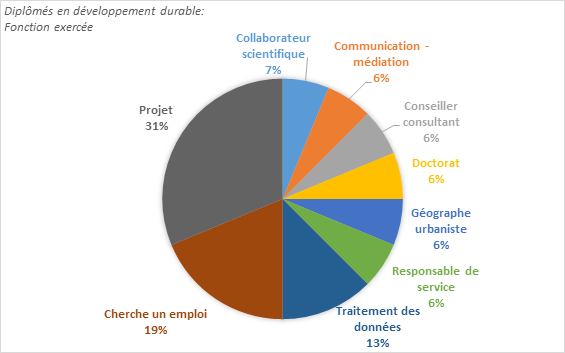 Diplômés en développement durable:
Fonction exercée
Collaborateur
scientifique
7%
Communication -
médiation
6%
Conseiller
consultant
6%
Doctorat
6%
Géographe
urbaniste
6%
Responsable de
service
6%
Traitement des
données
13%
Cherche un emploi
19%
Projet
31%